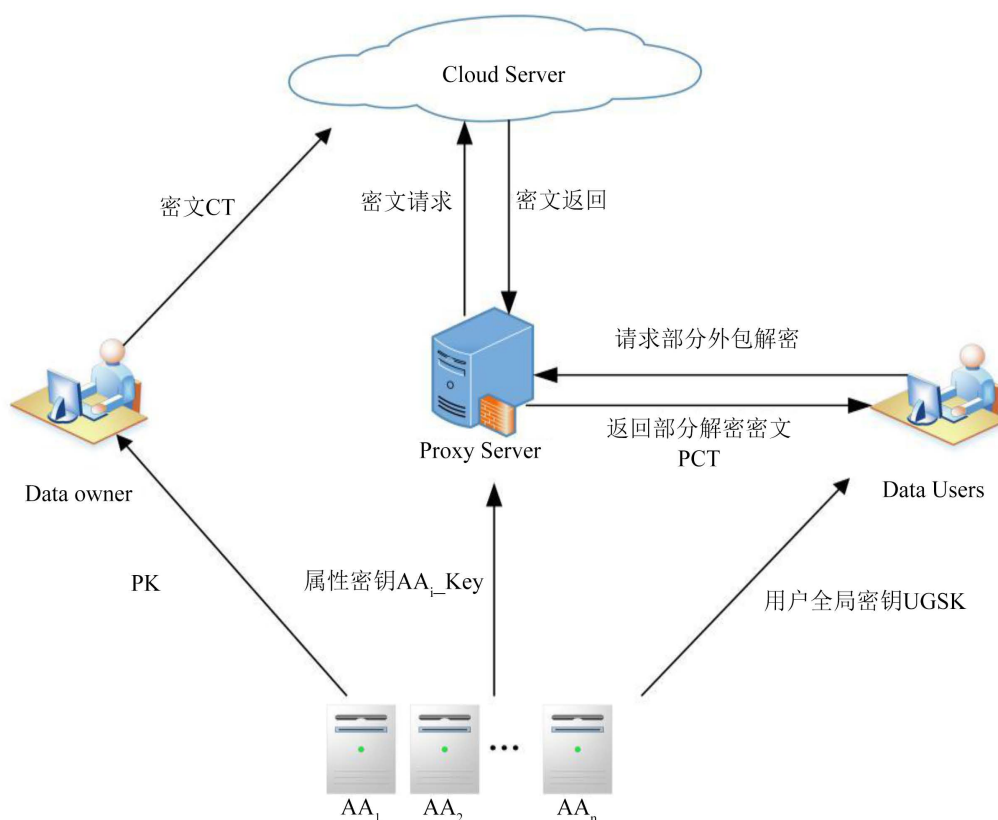 Cloud Server
密文CT
密文请求
密文返回
请求部分外包解密
返回部分解密密文
PCT
Proxy Server
Data owner
Data Users
PK
属性密钥AAi_Key
用户全局密钥UGSK
...
AA1
AA2
AAn